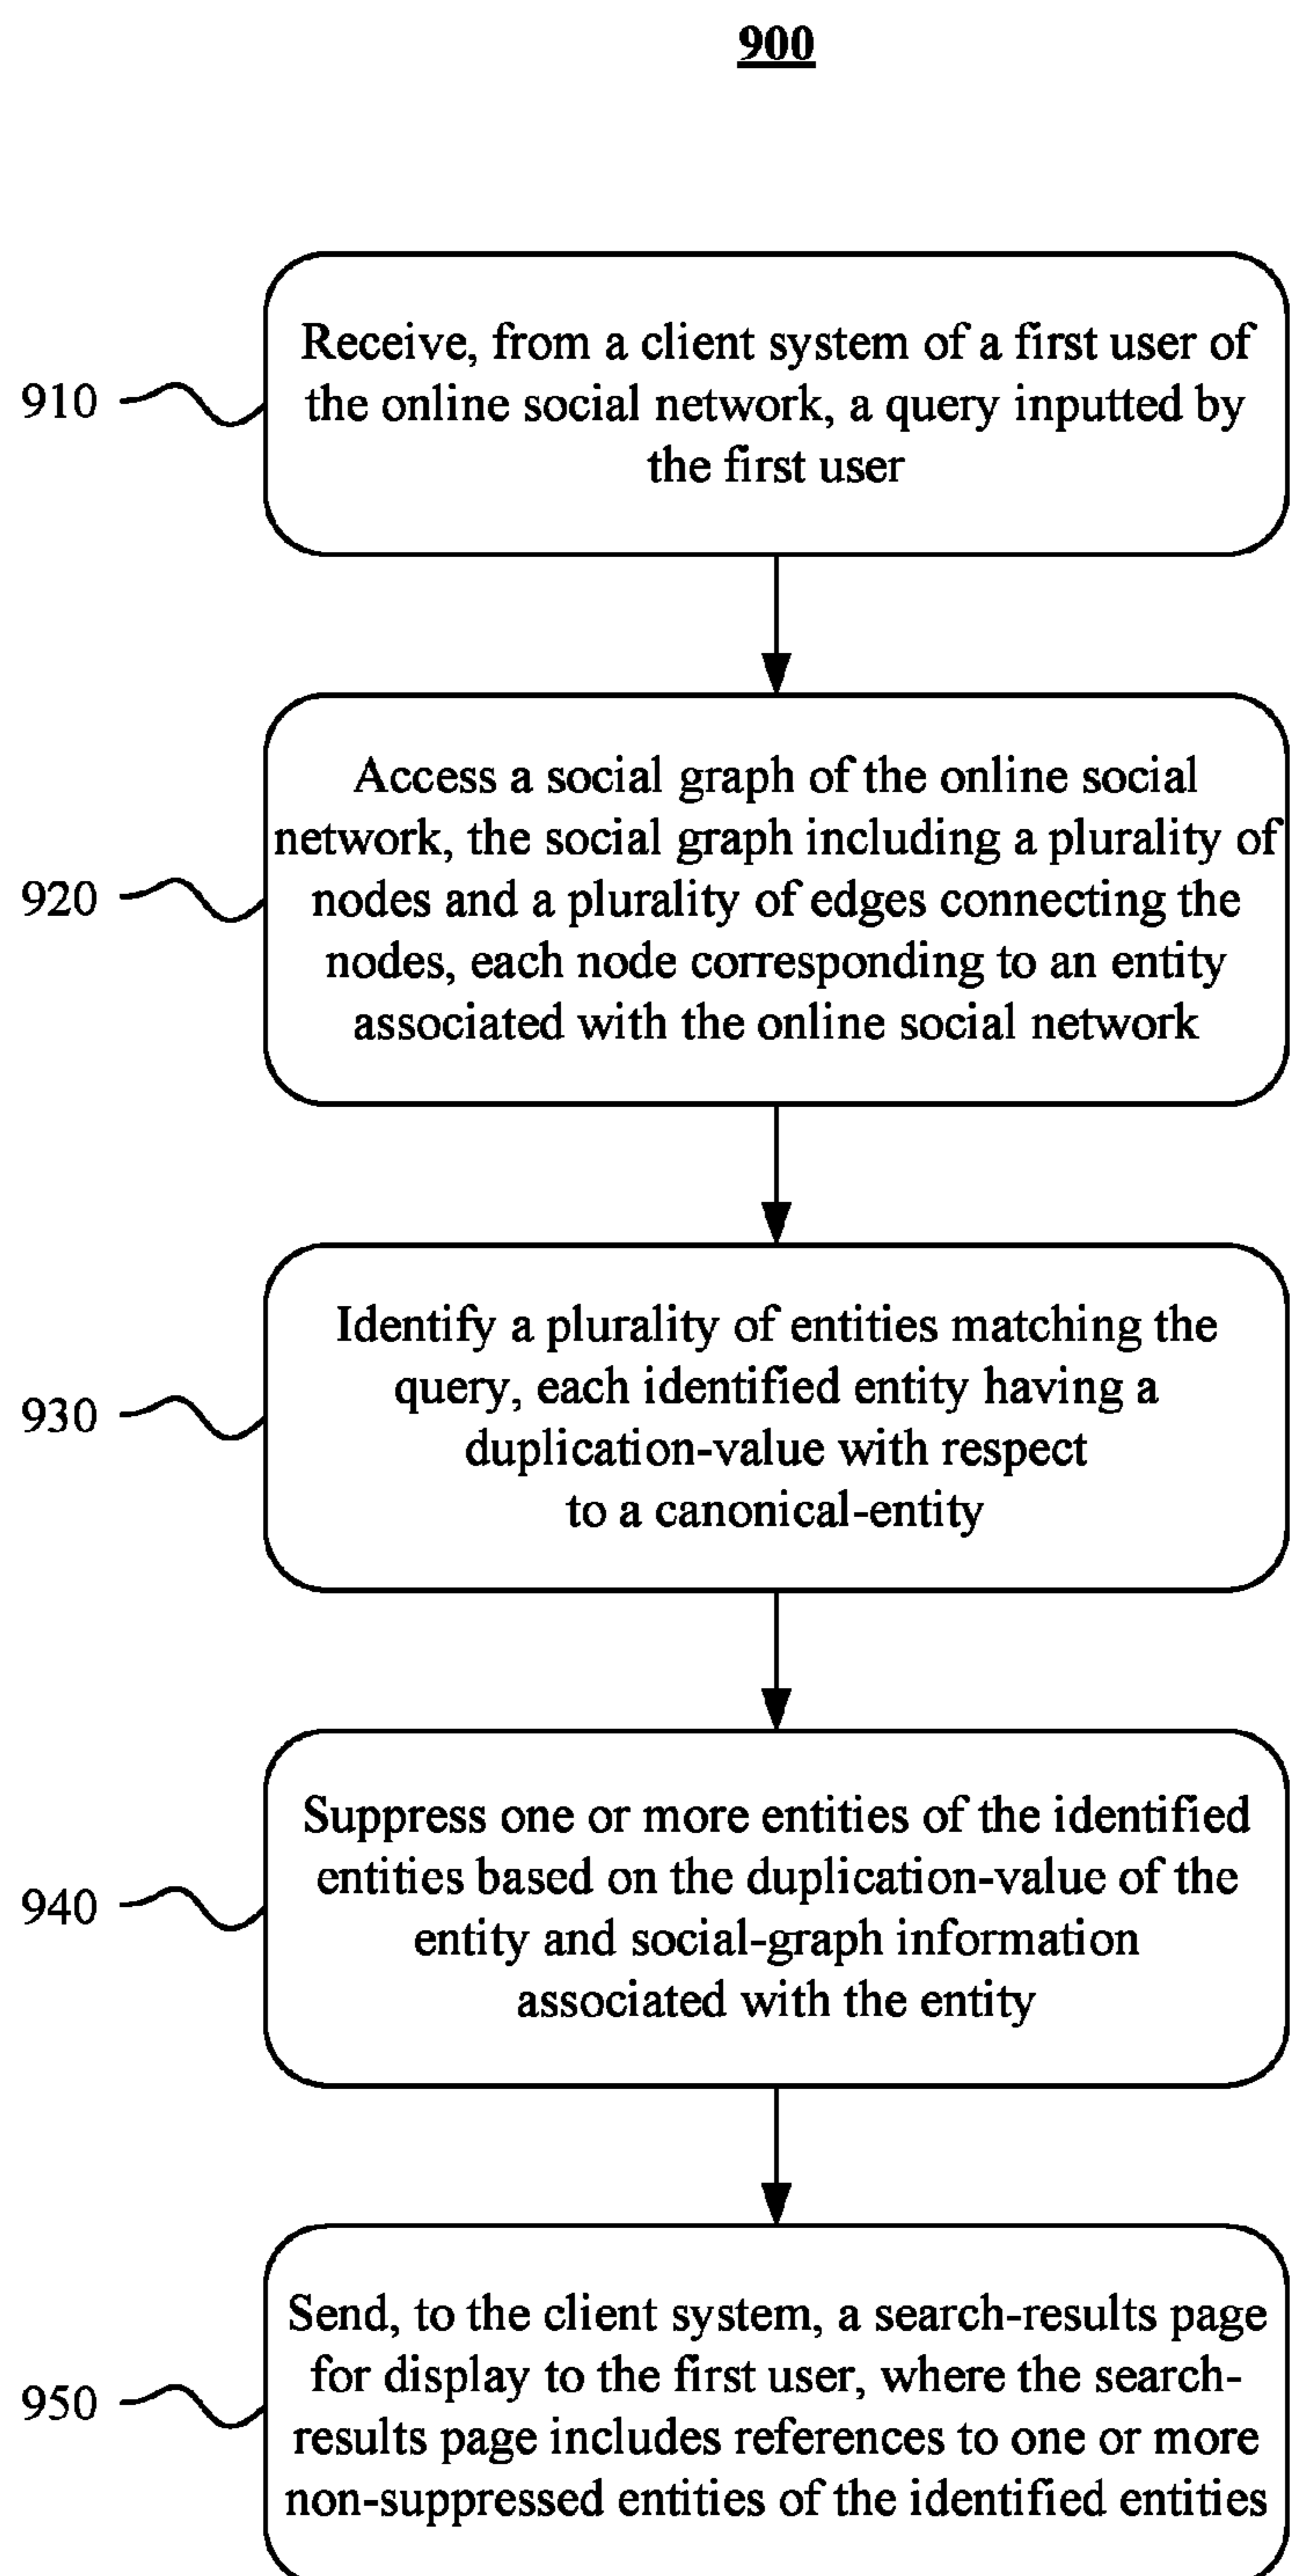 900
Receive, from a client system of a first user of
the online social network, a query inputted by
the first user
910
Access a social graph of the online social
network, the social graph including a plurality of
nodes and a plurality of edges connecting the
nodes, each node corresponding to an entity
associated with the online social network
920
Identify a plurality of entities matching the
query, each identified entity having a
duplication-value with respect
to a canonical-entity
930
Suppress one or more entities of the identified
entities based on the duplication-value of the
entity and social-graph information
associated with the entity
940
Send, to the client system, a search-results page
for display to the first user, where the search-
results page includes references to one or more
non-suppressed entities of the identified entities
950